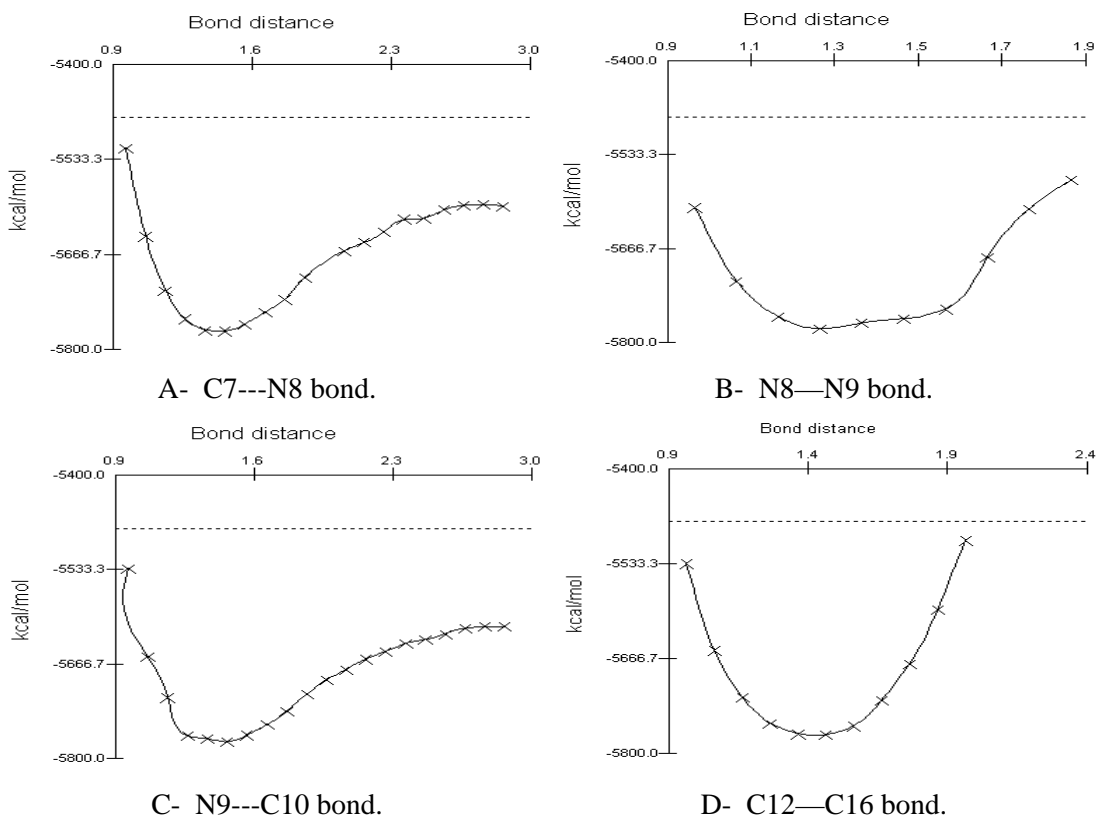 Bond distance
0.9 1.6 2.3 3.0
-5400.0
-5533.3
-5666.7
-5800.0
kcal/mol
A- C7---N8 bond.
Bond distance
0.9 1.1 1.3 1.5 1.7 1.9
-5400.0
-5533.3
-5666.7
-5800.0
kcal/mol
B- N8—N9 bond.
Bond distance
0.9 1.6 2.3 3.0
-5400.0
-5533.3
-5666.7
-5800.0
kcal/mol
C- N9---C10 bond.
Bond distance
0.9 1.4 1.9 2.4
-5400.0
-5533.3
-5666.7
-5800.0
kcal/mol
D- C12—C16 bond.